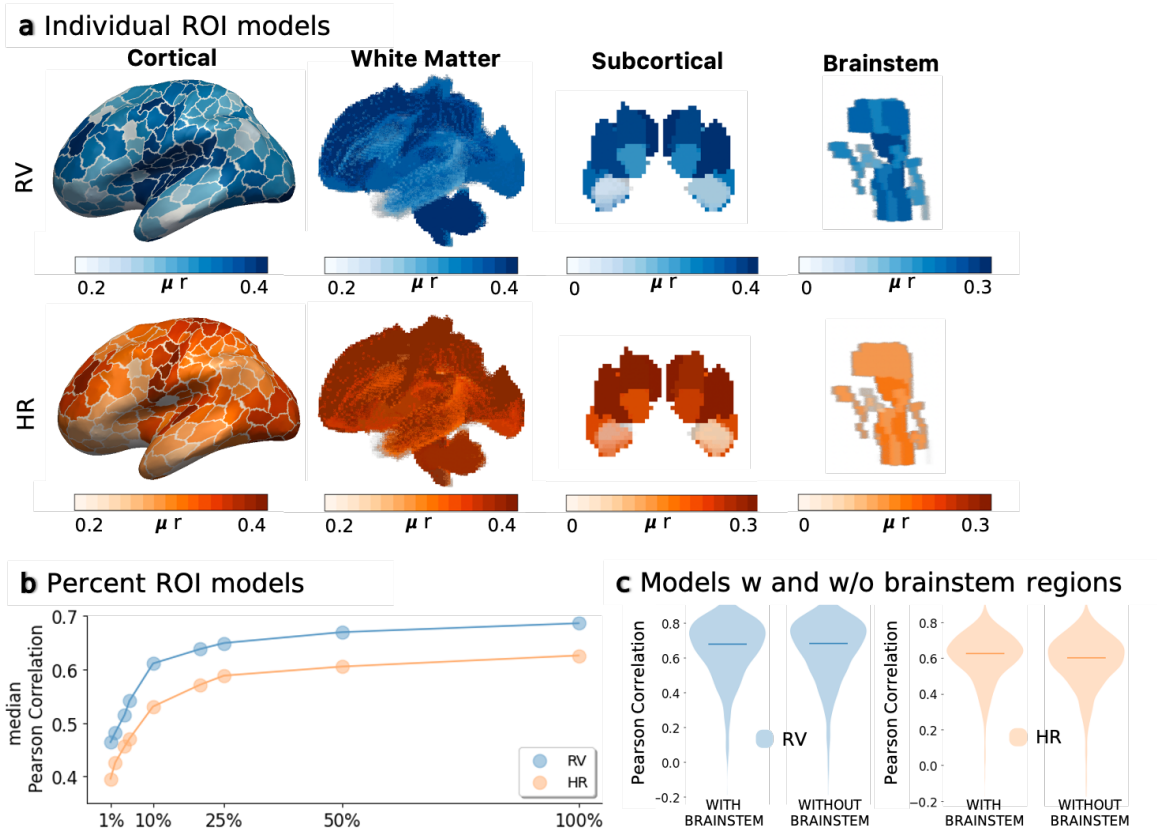 a Individual ROI models
Cortical White Matter Subcortical Brainstem
RV
0.2 μ r 0.4 0.2 μ r 0.4 0 μ r 0.4 0 μ r 0.3
HR
0.2 μ r 0.4 0.2 μ r 0.4 0 μ r 0.3 0 μ r 0.3
b Percent ROI models
median
Pearson Correlation
0.7
0.6
0.5
0.4
RV
HR
1% 10% 25% 50% 100%
c Models w and w/o brainstem regions
Pearson Correlation
0.8
0.6
0.4
0.2
0.0
−0.2
RV
WITH
BRAINSTEM
WITHOUT
BRAINSTEM
Pearson Correlation
0.8
0.6
0.4
0.2
0.0
−0.2
HR
WITH
BRAINSTEM
WITHOUT
BRAINSTEM